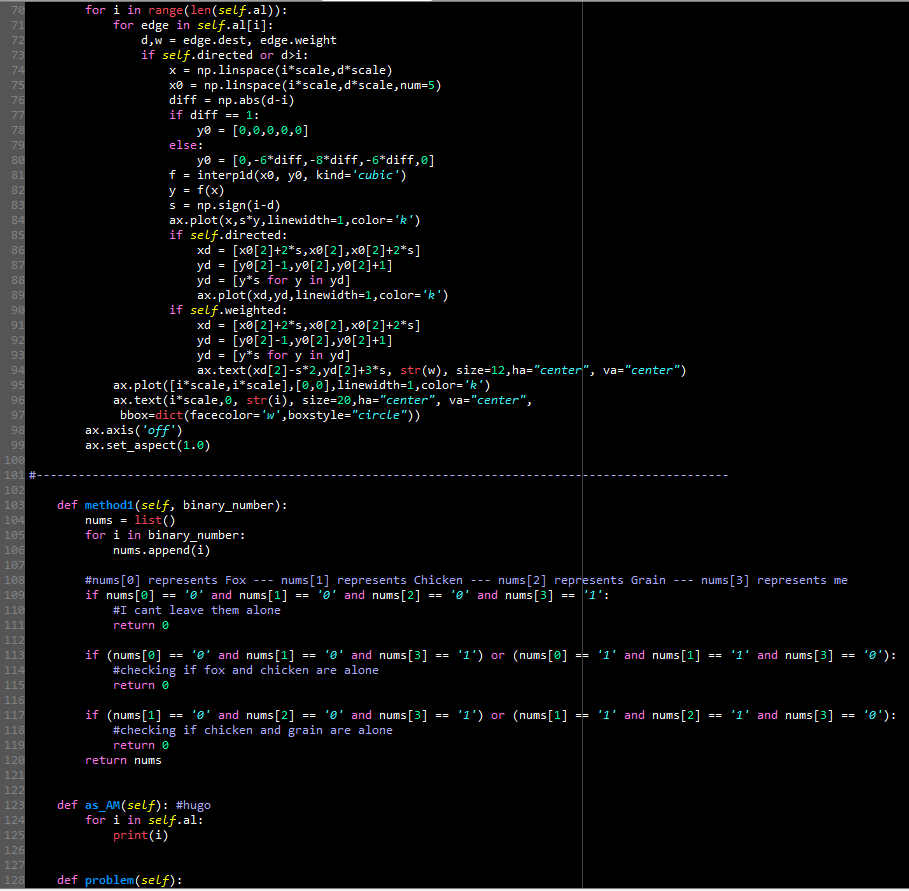 70         for i in range(len(self.al)):
71             for edge in self.al[i]:
72                 d,w = edge.dest, edge.weight
73                 if self.directed or d>i:
74                     x = np.linspace(i*scale,d*scale)
75                     x0 = np.linspace(i*scale,d*scale,num=5)
76                     diff = np.abs(d-i)
77                     if diff == 1:
78                         y0 = [0,0,0,0,0]
79                     else:
80                         y0 = [0,-6*diff,-8*diff,-6*diff,0]
81                     f = interp1d(x0, y0, kind='cubic')
82                     y = f(x)
83                     s = np.sign(i-d)
84                     ax.plot(x,s*y,linewidth=1,color='k')
85                     if self.directed:
86                         xd = [x0[2]+2*s,x0[2],x0[2]+2*s]
87                         yd = [y0[2]-1,y0[2],y0[2]+1]
88                         yd = [y*s for y in yd]
89                         ax.plot(xd,yd,linewidth=1,color='k')
90                     if self.weighted:
91                         xd = [x0[2]+2*s,x0[2],x0[2]+2*s]
92                         yd = [y0[2]-1,y0[2],y0[2]+1]
93                         yd = [y*s for y in yd]
94                         ax.text(xd[2]-s*2,yd[2]+3*s, str(w), size=12,ha="center", va="center")
95             ax.plot([i*scale,i*scale],[0,0],linewidth=1,color='k')
96             ax.text(i*scale,0, str(i), size=20,ha="center", va="center",
97              bbox=dict(facecolor='w',boxstyle="circle"))
98         ax.axis('off')
99         ax.set_aspect(1.0)
100
101 #---------------------------------------------------------------------------------------------------
102
103     def method1(self, binary_number):
104         nums = list()
105         for i in binary_number:
106             nums.append(i)
107
108         #nums[0] represents Fox --- nums[1] represents Chicken --- nums[2] represents Grain --- nums[3] represents me
109         if nums[0] == '0' and nums[1] == '0' and nums[2] == '0' and nums[3] == '1':
110             #I cant leave them alone
111             return 0
112
113         if (nums[0] == '0' and nums[1] == '0' and nums[3] == '1') or (nums[0] == '1' and nums[1] == '1' and nums[3] == '0'):
114             #checking if fox and chicken are alone
115             return 0
116
117         if (nums[1] == '0' and nums[2] == '0' and nums[3] == '1') or (nums[1] == '1' and nums[2] == '1' and nums[3] == '0'):
118             #checking if chicken and grain are alone
119             return 0
120         return nums
121
122
123     def as_AM(self): #hugo
124         for i in self.al:
125             print(i)
126
127
128     def problem(self):